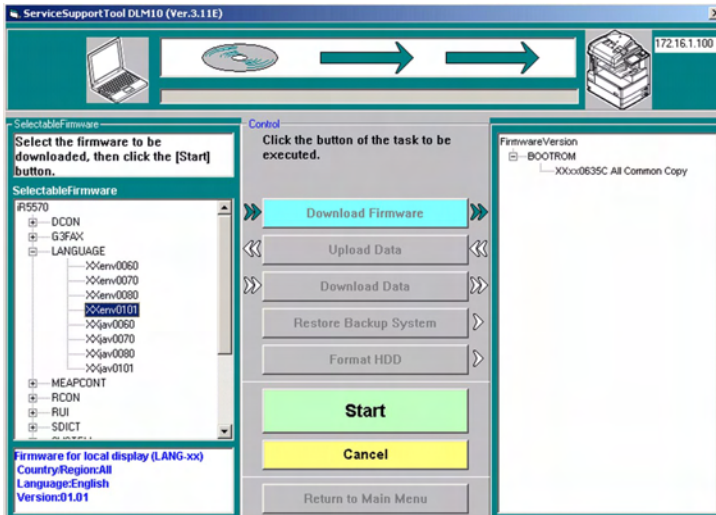 ServiceSupportTool DLM10 (Ver.3.11E)
172.16.1.100
SelectableFirmware
Select the firmware to be
downloaded, then click the [Start]
button.
SelectableFirmware
iR5570
DCON
G3FAX
LANGUAGE
XXenv0060
XXenv0070
XXenv0080
XXenv0101
XXjav0060
XXjav0070
XXjav0080
XXjav0101
MEAPCONT
RCON
RUI
SDICT
Firmware for local display (LANG-xx)
Country/Region:All
Language:English
Version:01.01
Control
Click the button of the task to be
executed.
Download Firmware
Upload Data
Download Data
Restore Backup System
Format HDD
Start
Cancel
Return to Main Menu
FirmwareVersion
BOOTROM
XXxx0635C All Common Copy